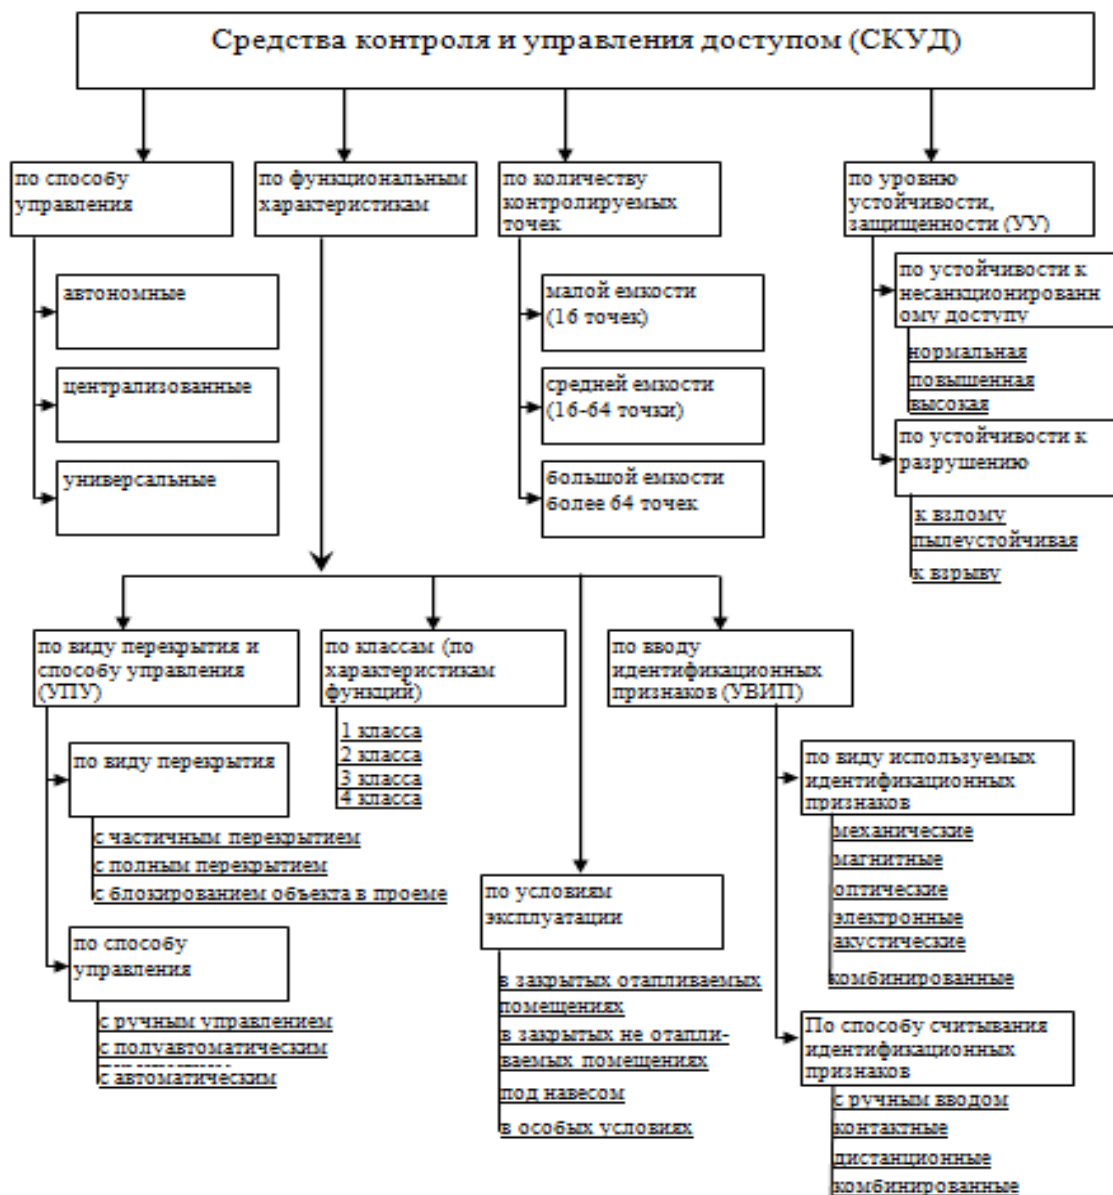 Средства контроля и управления доступом (СКУД)
по способу
управления
по функциональным
характеристикам
по количеству
контролируемых
точек
по уровню
устойчивости,
защищенности (УУ)
автономные
централизованные
универсальные
малой емкости
(16 точек)
средней емкости
(16-64 точки)
большой емкости
более 64 точек
по устойчивости к
несанкционированн
ому доступу
нормальная
повышенная
высокая
по устойчивости к
разрушению
к взлому
пылеустойчивая
к взрыву
по виду перекрытия и
способу управления
(УПУ)
по классам (по
характеристикам
функций)
по вводу
идентификационных
признаков (УВИП)
1 класса
2 класса
3 класса
4 класса
по виду перекрытия
с частичным перекрытием
с полным перекрытием
с блокированием объекта в проеме
по способу
управления
с ручным управлением
с полуавтоматическим
с автоматическим
по условиям
эксплуатации
в закрытых отапливаемых
помещениях
в закрытых не отапли-
ваемых помещениях
под навесом
в особых условиях
по виду используемых
идентификационных
признаков
механические
магнитные
оптические
электронные
акустические
комбинированные
По способу считывания
идентификационных
признаков
с ручным вводом
контактные
дистанционные
комбинированные